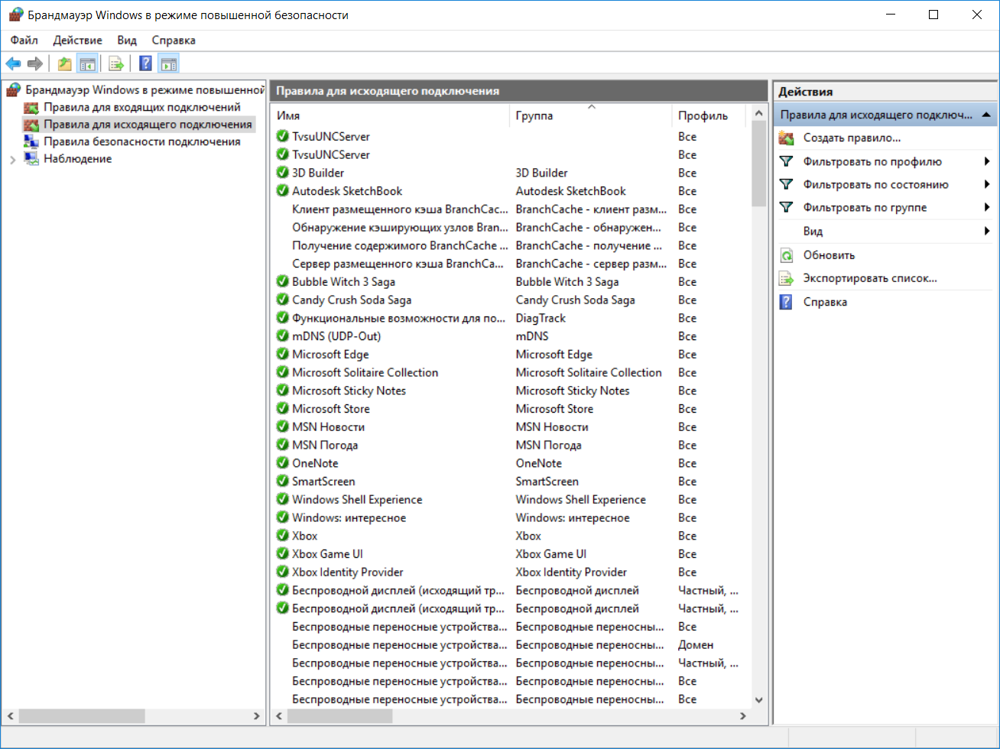 Брандмауэр Windows в режиме повышенной безопасности
Файл Действие Вид Справка
Брандмауэр Windows в режиме повышенной
Правила для входящих подключений
Правила для исходящего подключения
Правила безопасности подключения
Наблюдение
Правила для исходящего подключения
Имя Группа Профиль
TvsuUNCServer Все
TvsuUNCServer Все
3D Builder 3D Builder Все
Autodesk SketchBook Autodesk SketchBook Все
Клиент размещенного кэша BranchCac... BranchCache - клиент разм... Все
Обнаружение кэширующих узлов Bran... BranchCache - обнаружен... Все
Получение содержимого BranchCache ... BranchCache - получение ... Все
Сервер размещенного кэша BranchCa... BranchCache - сервер разм... Все
Bubble Witch 3 Saga Bubble Witch 3 Saga Все
Candy Crush Soda Saga Candy Crush Soda Saga Все
Функциональные возможности для по... DiagTrack Все
mDNS (UDP-Out) mDNS Все
Microsoft Edge Microsoft Edge Все
Microsoft Solitaire Collection Microsoft Solitaire Collection Все
Microsoft Sticky Notes Microsoft Sticky Notes Все
Microsoft Store Microsoft Store Все
MSN Новости MSN Новости Все
MSN Погода MSN Погода Все
OneNote OneNote Все
SmartScreen SmartScreen Все
Windows Shell Experience Windows Shell Experience Все
Windows: интересное Windows: интересное Все
Xbox Xbox Все
Xbox Game UI Xbox Game UI Все
Xbox Identity Provider Xbox Identity Provider Все
Беспроводной дисплей (исходящий тр... Беспроводной дисплей Частный, ...
Беспроводной дисплей (исходящий тр... Беспроводной дисплей Частный, ...
Беспроводные переносные устройства... Беспроводные переносны... Все
Беспроводные переносные устройства... Беспроводные переносны... Домен
Беспроводные переносные устройства... Беспроводные переносны... Частный, ...
Беспроводные переносные устройства... Беспроводные переносны... Все
Беспроводные переносные устройства... Беспроводные переносны... Все
Действия
Правила для исходящего подключ...
Создать правило...
Фильтровать по профилю
Фильтровать по состоянию
Фильтровать по группе
Вид
Обновить
Экспортировать список...
Справка